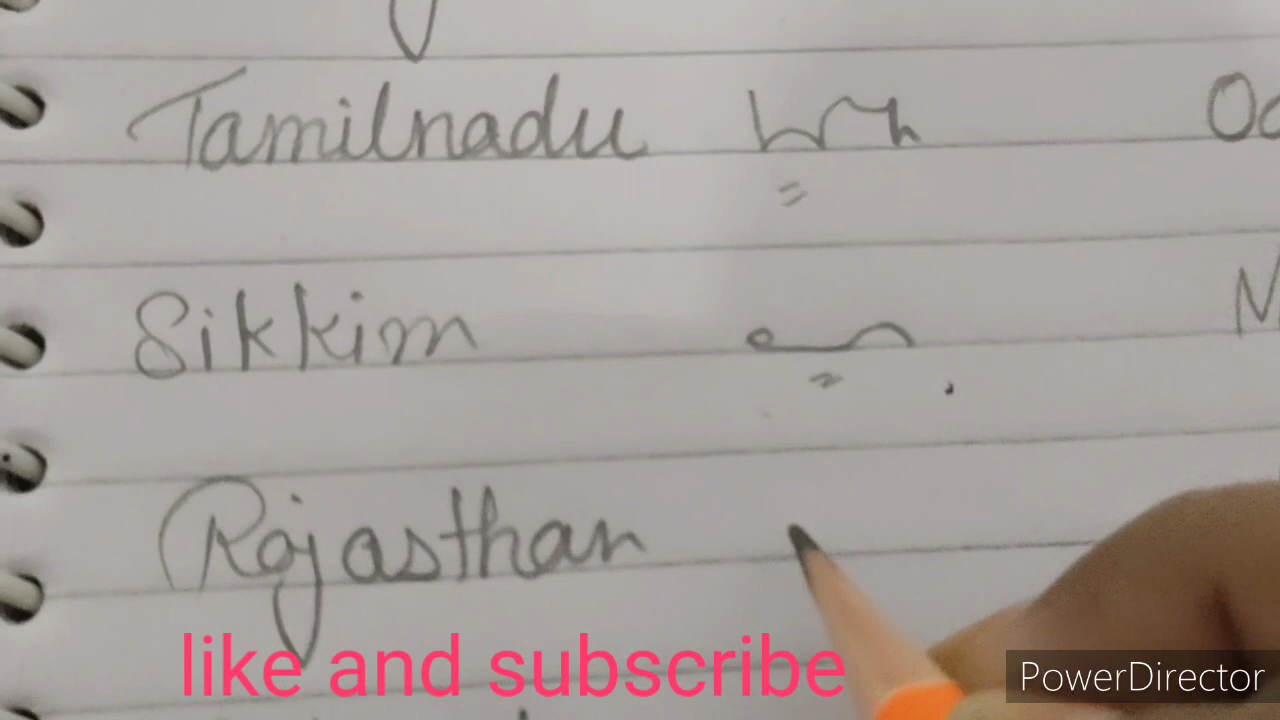 Tamilnadu
Sikkim
Rajasthan
like and subscribe
PowerDirector